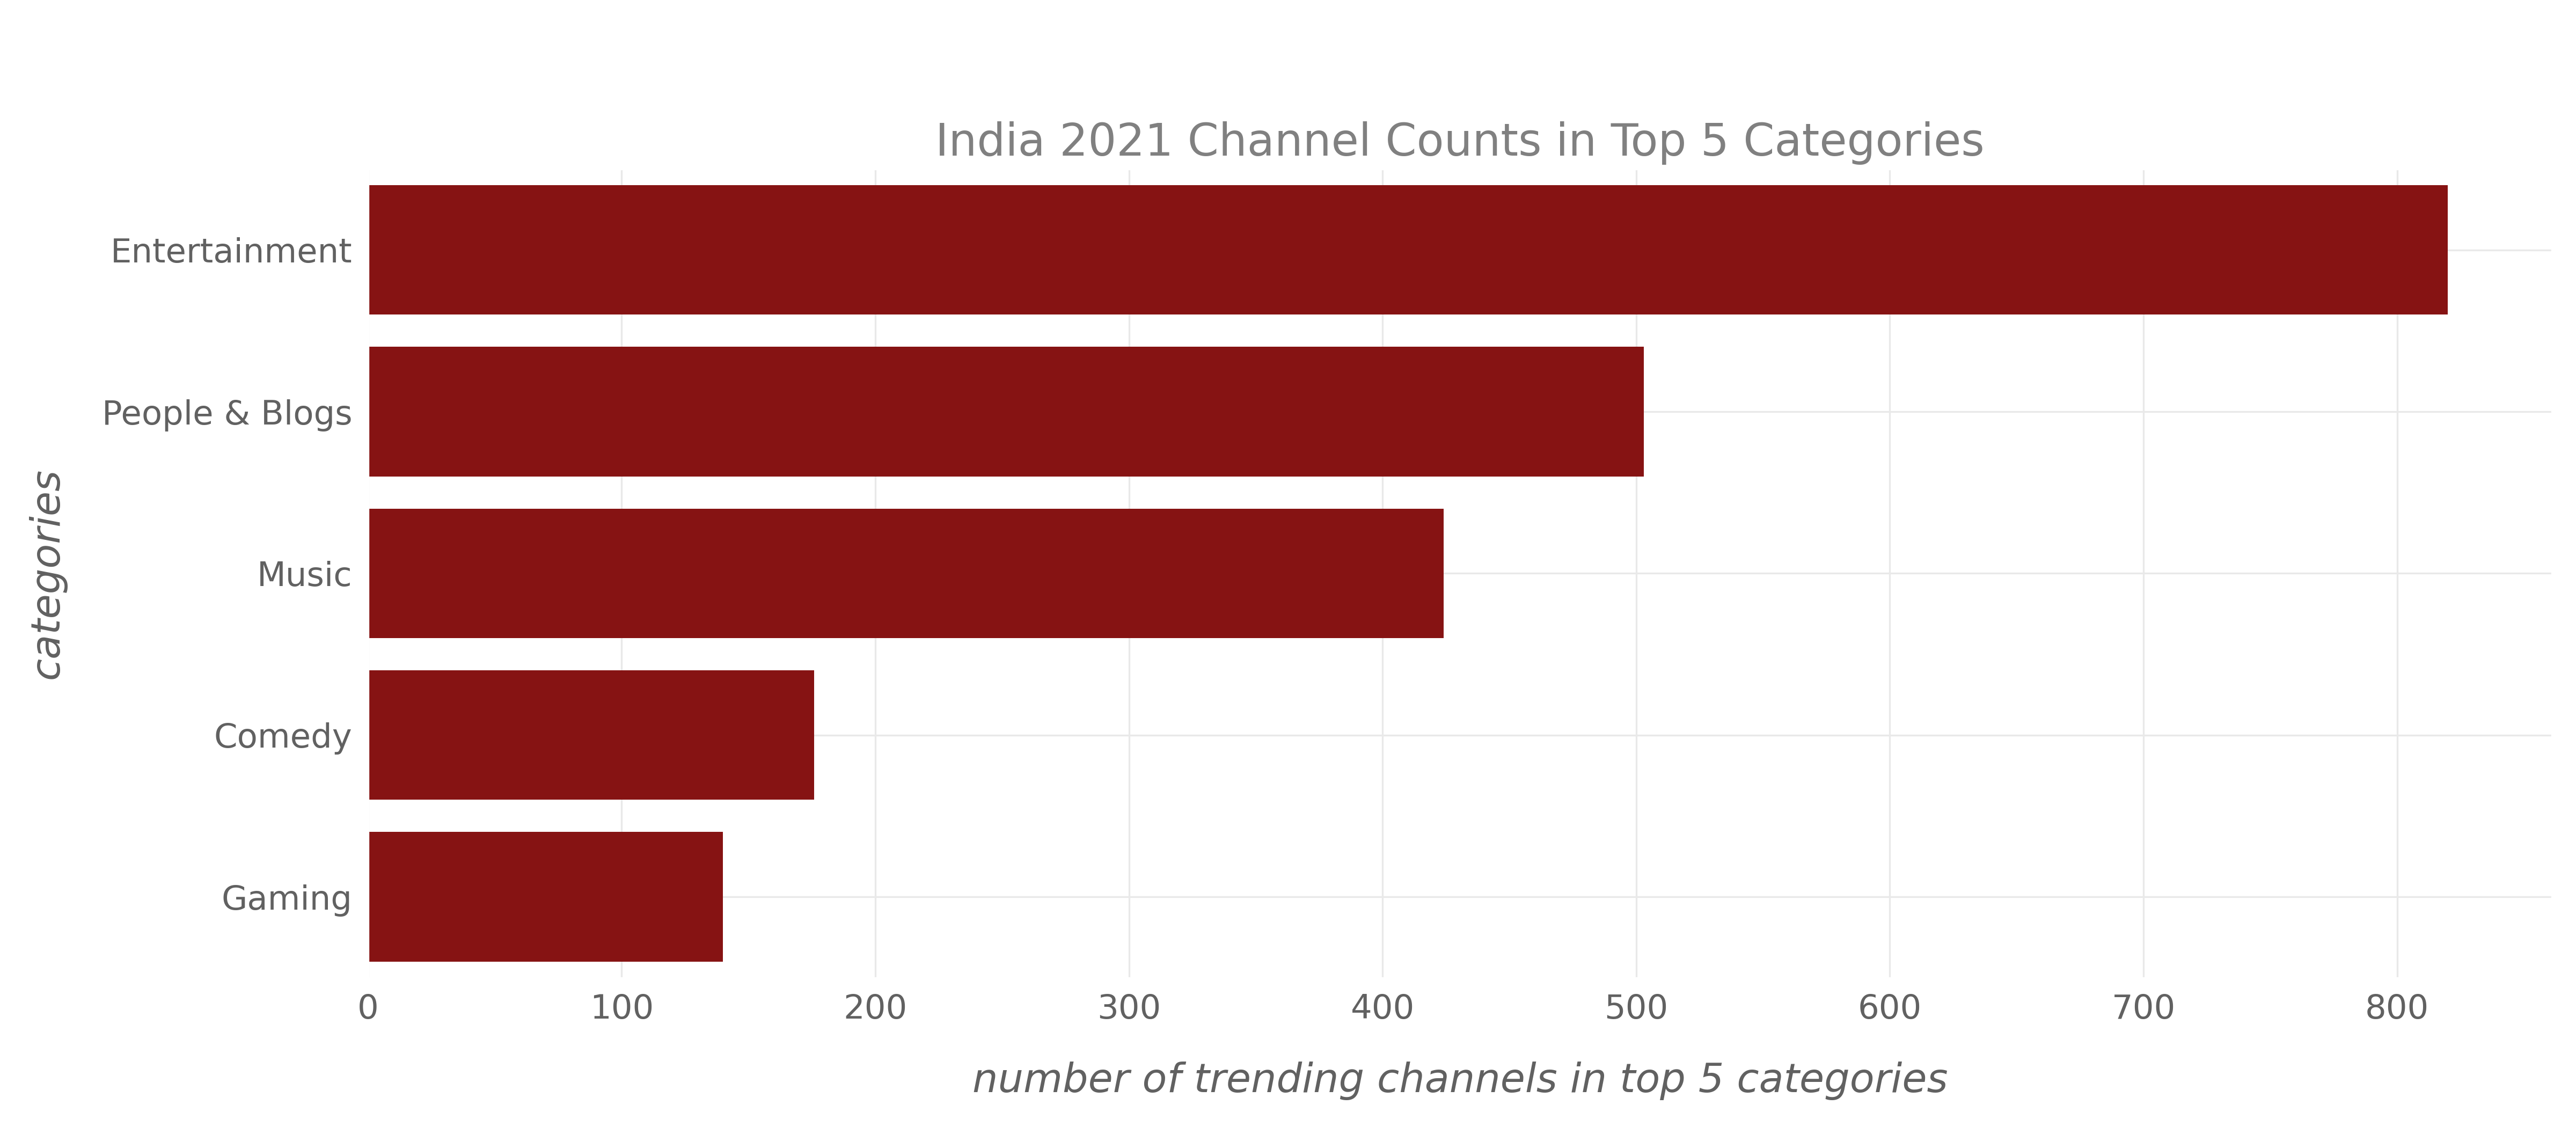 India 2021 Channel Counts in Top 5 Categories
categories
Entertainment
People & Blogs
Music
Comedy
Gaming
0 100 200 300 400 500 600 700 800
number of trending channels in top 5 categories